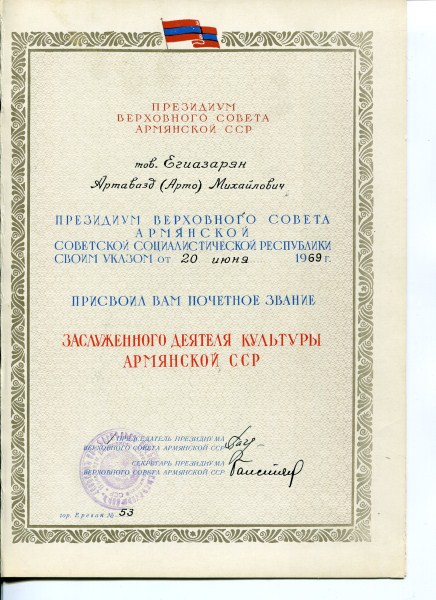 ПРЕЗИДИУМ
ВЕРХОВНОГО СОВЕТА
АРМЯНСКОЙ ССР
тов. Егиазарян
Артавазд (Арто) Михайлович
ПРЕЗИДИУМ ВЕРХОВНОГО СОВЕТА
АРМЯНСКОЙ
СОВЕТСКОЙ СОЦИАЛИСТИЧЕСКОЙ РЕСПУБЛИКИ
СВОИМ УКАЗОМ от 20 июня 1969 г.
ПРИСВОИЛ ВАМ ПОЧЕТНОЕ ЗВАНИЕ
ЗАСЛУЖЕННОГО ДЕЯТЕЛЯ КУЛЬТУРЫ
АРМЯНСКОЙ ССР
ПРЕДСЕДАТЕЛЬ ПРЕЗИДИУМА
ВЕРХОВНОГО СОВЕТА АРМЯНСКОЙ ССР
СЕКРЕТАРЬ ПРЕЗИДИУМА
ВЕРХОВНОГО СОВЕТА АРМЯНСКОЙ ССР
гор. Ереван № 53